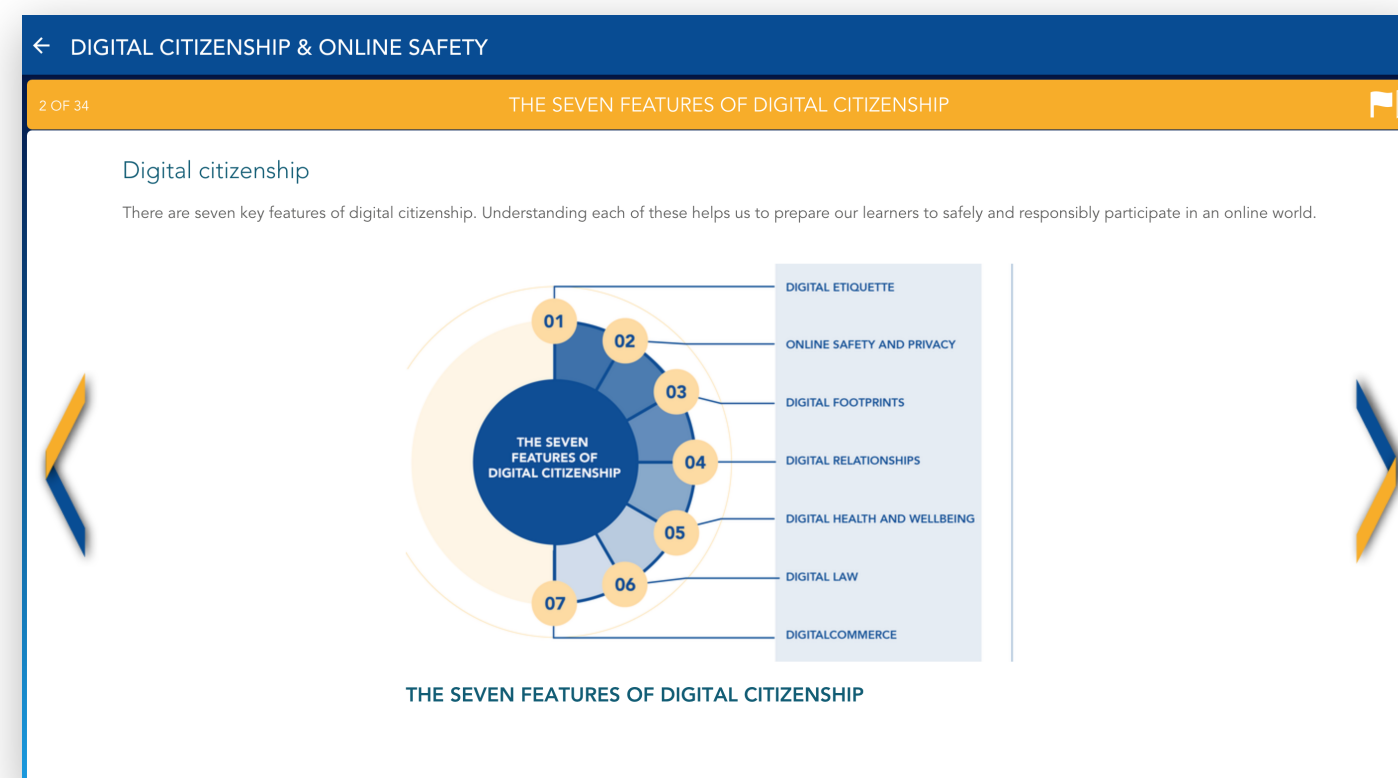 DIGITAL CITIZENSHIP & ONLINE SAFETY
2 OF 34
THE SEVEN FEATURES OF DIGITAL CITIZENSHIP
Digital citizenship
There are seven key features of digital citizenship. Understanding each of these helps us to prepare our learners to safely and responsibly participate in an online world.
01
DIGITAL ETIQUETTE
02
ONLINE SAFETY AND PRIVACY
03
DIGITAL FOOTPRINTS
THE SEVEN
FEATURES OF
DIGITAL CITIZENSHIP
04
DIGITAL RELATIONSHIPS
05
DIGITAL HEALTH AND WELLBEING
06
DIGITAL LAW
07
DIGITALCOMMERCE
THE SEVEN FEATURES OF DIGITAL CITIZENSHIP